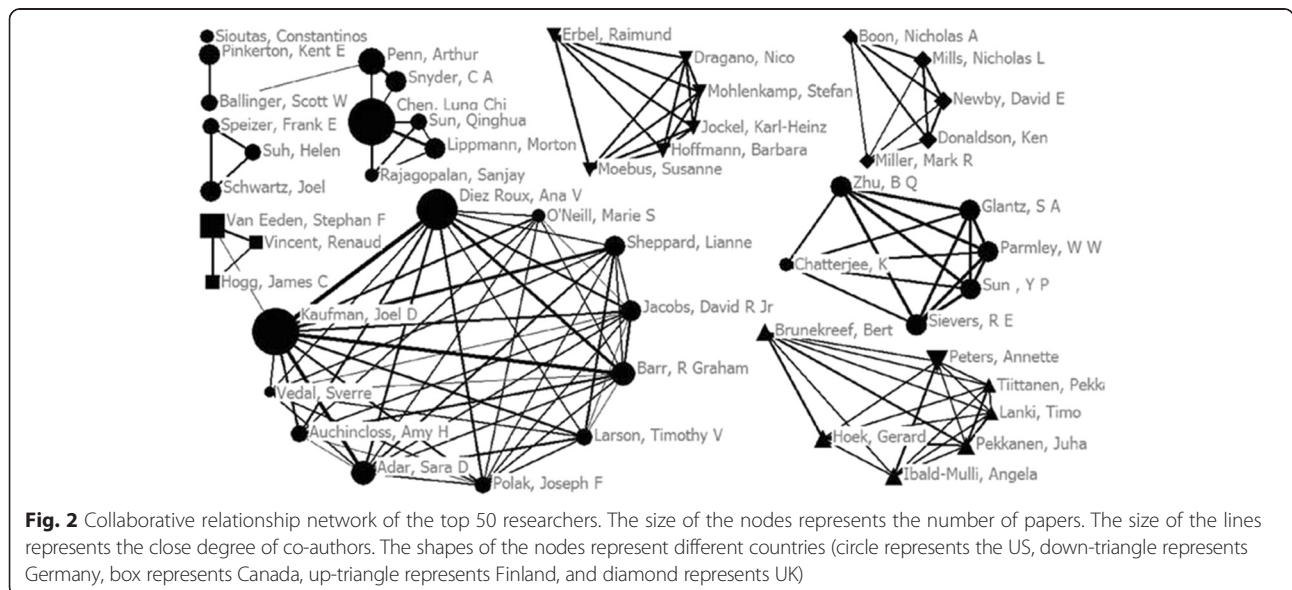 Sioutas, Constantinos
Pinkerton, Kent E
Ballinger, Scott W
Speizer, Frank E
Suh, Helen
Schwartz, Joel
Penn, Arthur
Snyder, C A
Chen, Lung Chi
Sun, Qinghua
Lippmann, Morton
Rajagopalan, Sanjay
Erbel, Raimund
Dragano, Nico
Mohlenkamp, Stefan
Jockel, Karl-Heinz
Hoffmann, Barbara
Moebus, Susanne
Boon, Nicholas A
Mills, Nicholas L
Newby, David E
Donaldson, Ken
Miller, Mark R
Van Eeden, Stephan F
Vincent, Renaud
Hogg, James C
Diez Roux, Ana V
O'Neill, Marie S
Sheppard, Lianne
Jacobs, David R Jr
Kaufman, Joel D
Barr, R Graham
Vedal, Sverre
Auchincloss, Amy H
Larson, Timothy V
Adar, Sara D
Polak, Joseph F
Zhu, B Q
Glantz, S A
Parmley, W W
Chatterjee, K
Sun , Y P
Sievers, R E
Brunekreef, Bert
Peters, Annette
Tiittanen, Pekk
Lanki, Timo
Hoek, Gerard
Pekkanen, Juha
Ibald-Mulli, Angela
Fig. 2 Collaborative relationship network of the top 50 researchers. The size of the nodes represents the number of papers. The size of the lines
represents the close degree of co-authors. The shapes of the nodes represent different countries (circle represents the US, down-triangle represents
Germany, box represents Canada, up-triangle represents Finland, and diamond represents UK)